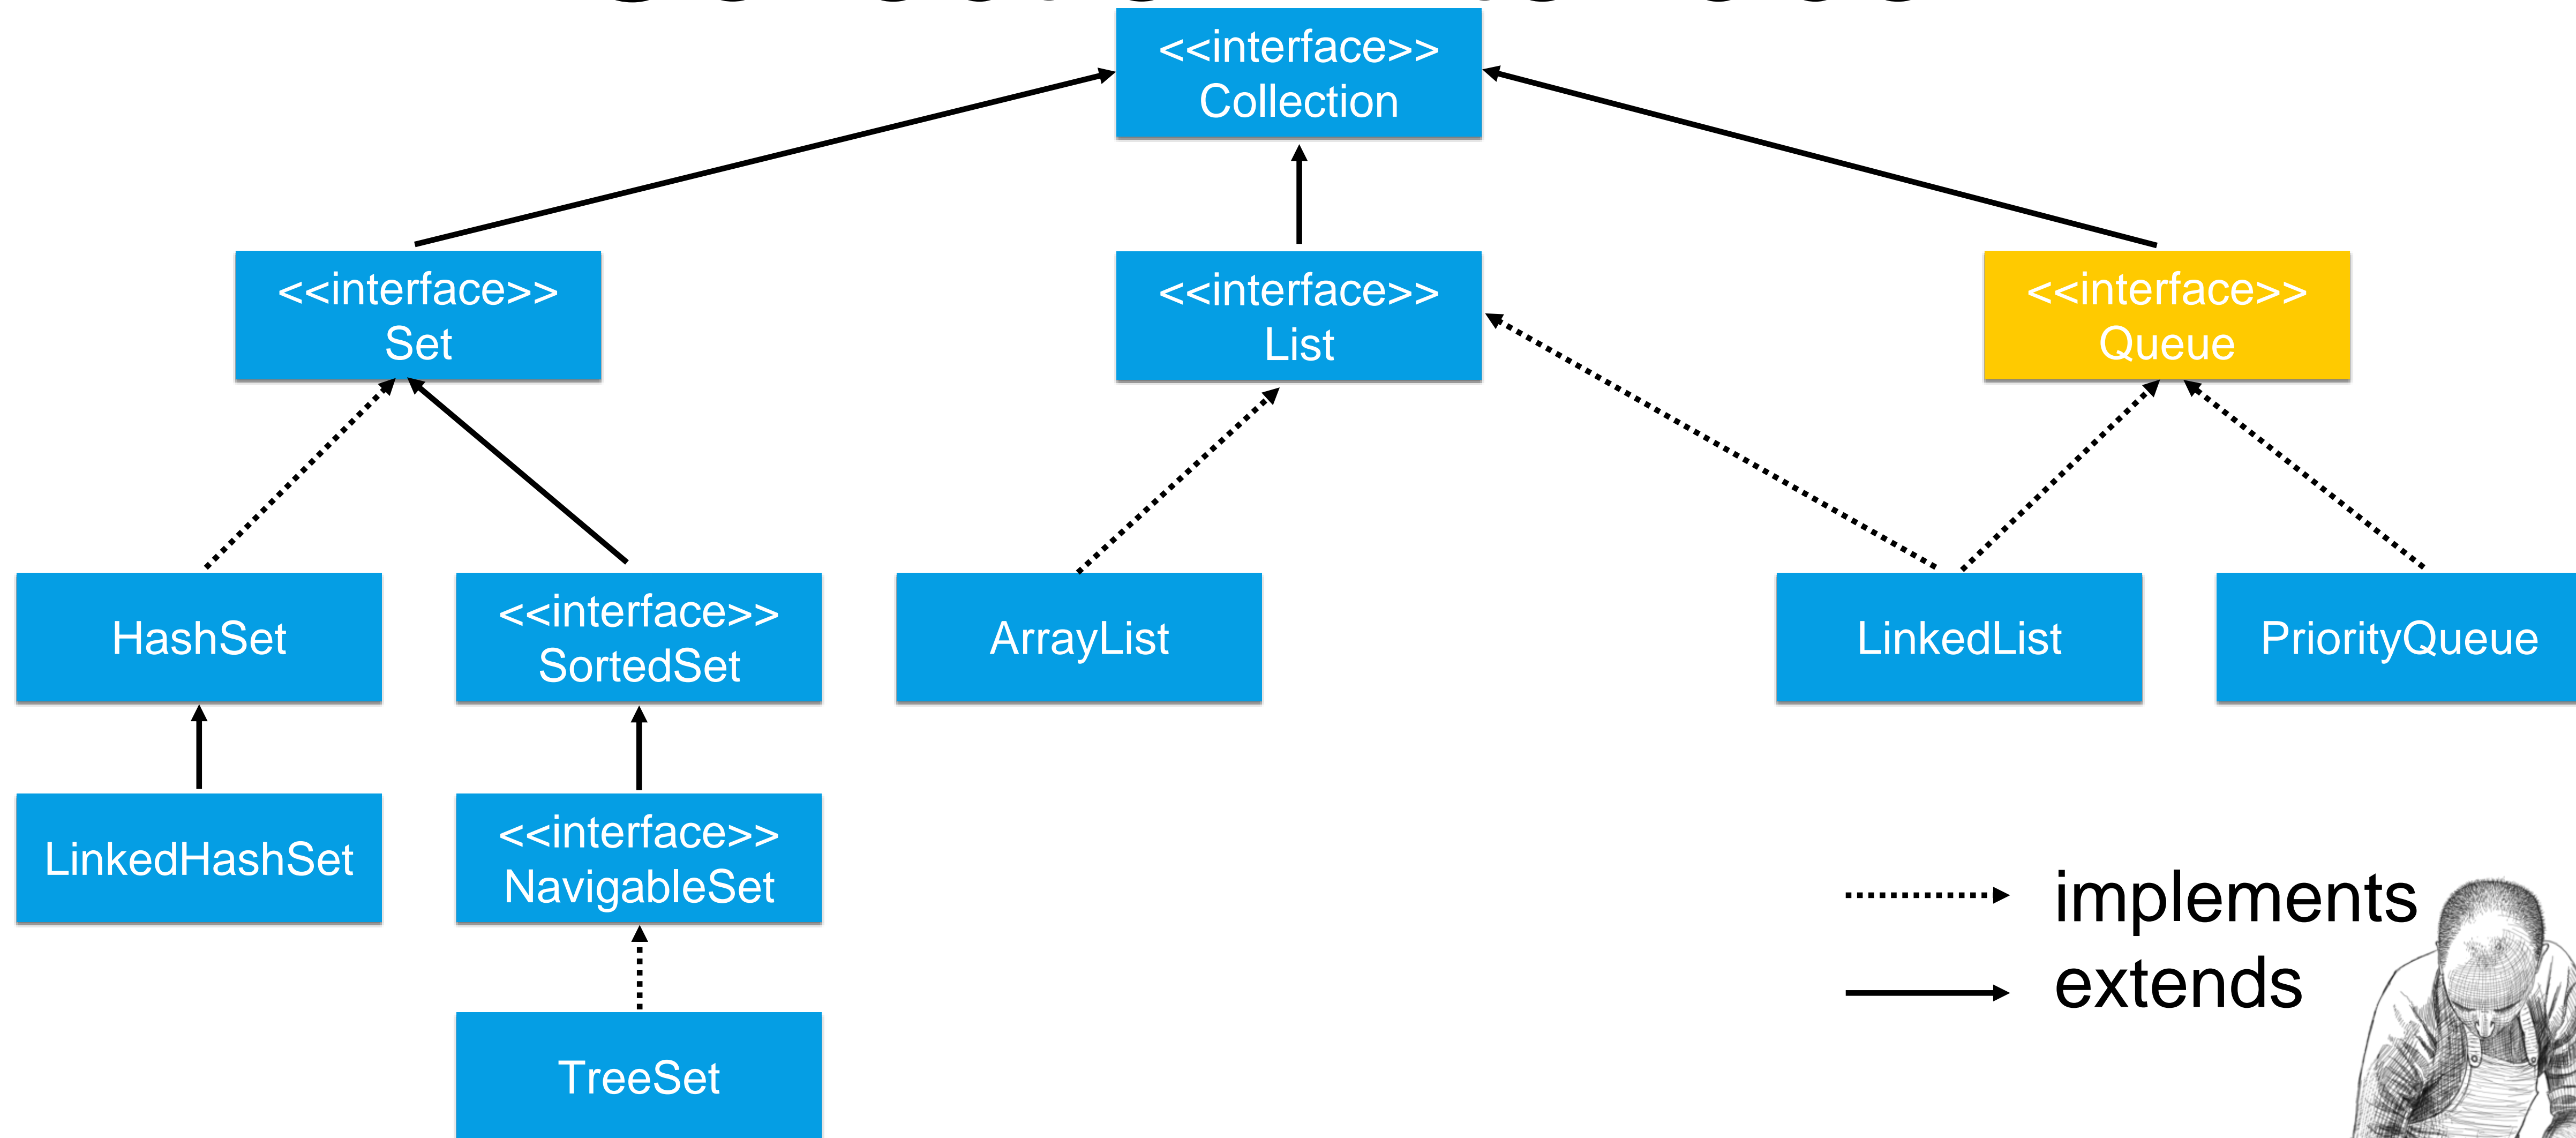 <<interface>>
Collection
<<interface>>
Set
<<interface>>
List
<<interface>>
Queue
HashSet
<<interface>>
SortedSet
ArrayList
LinkedList
PriorityQueue
LinkedHashSet
<<interface>>
NavigableSet
TreeSet
implements
extends